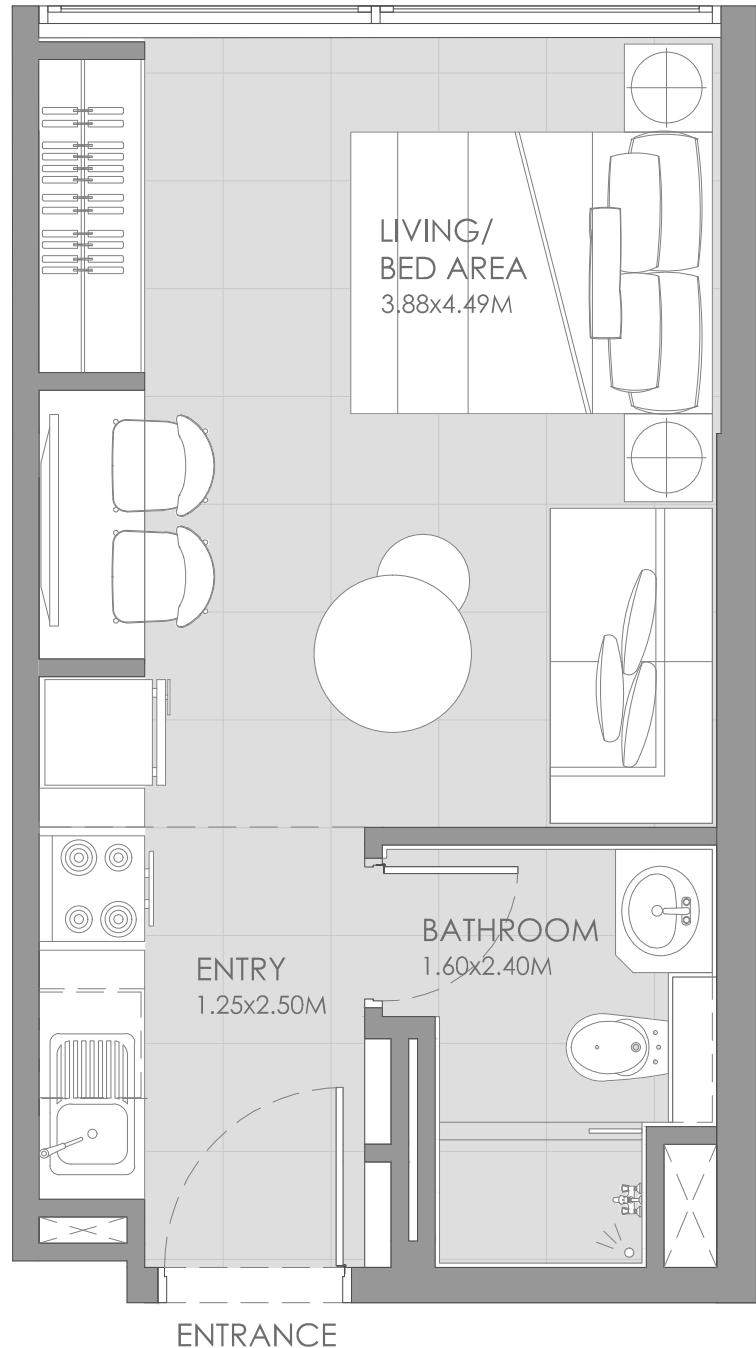 LIVING/
BED AREA
3.88x4.49M
BATHROOM
1.60x2.40M
ENTRY
1.25x2.50M
ENTRANCE